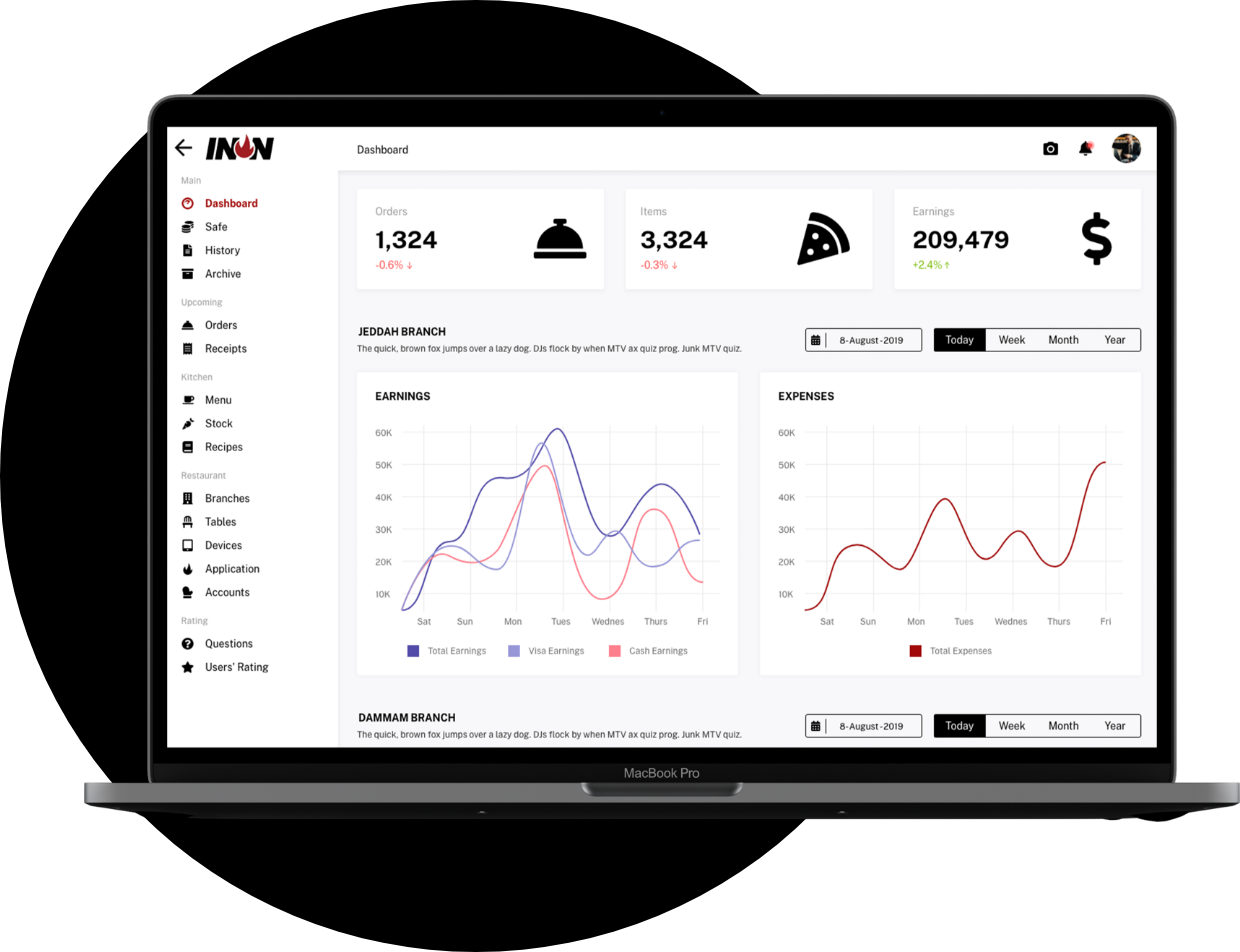 INON
Dashboard
Main
Dashboard
Safe
History
Archive
Upcoming
Orders
Receipts
Kitchen
Menu
Stock
Recipes
Restaurant
Branches
Tables
Devices
Application
Accounts
Rating
Questions
Users' Rating
Orders
1,324
-0.6% ↓
Items
3,324
-0.3% ↓
Earnings
209,479
+2.4% ↑
JEDDAH BRANCH
The quick, brown fox jumps over a lazy dog. DJs flock by when MTV ax quiz prog. Junk MTV quiz.
8-August-2019
Today Week Month Year
EARNINGS
60K
50K
40K
30K
20K
10K
Sat Sun Mon Tues Wednes Thurs Fri
Total Earnings Visa Earnings Cash Earnings
EXPENSES
60K
50K
40K
30K
20K
10K
Sat Sun Mon Tues Wednes Thurs Fri
Total Expenses
DAMMAM BRANCH
The quick, brown fox jumps over a lazy dog. DJs flock by when MTV ax quiz prog. Junk MTV quiz.
8-August-2019
Today Week Month Year
MacBook Pro